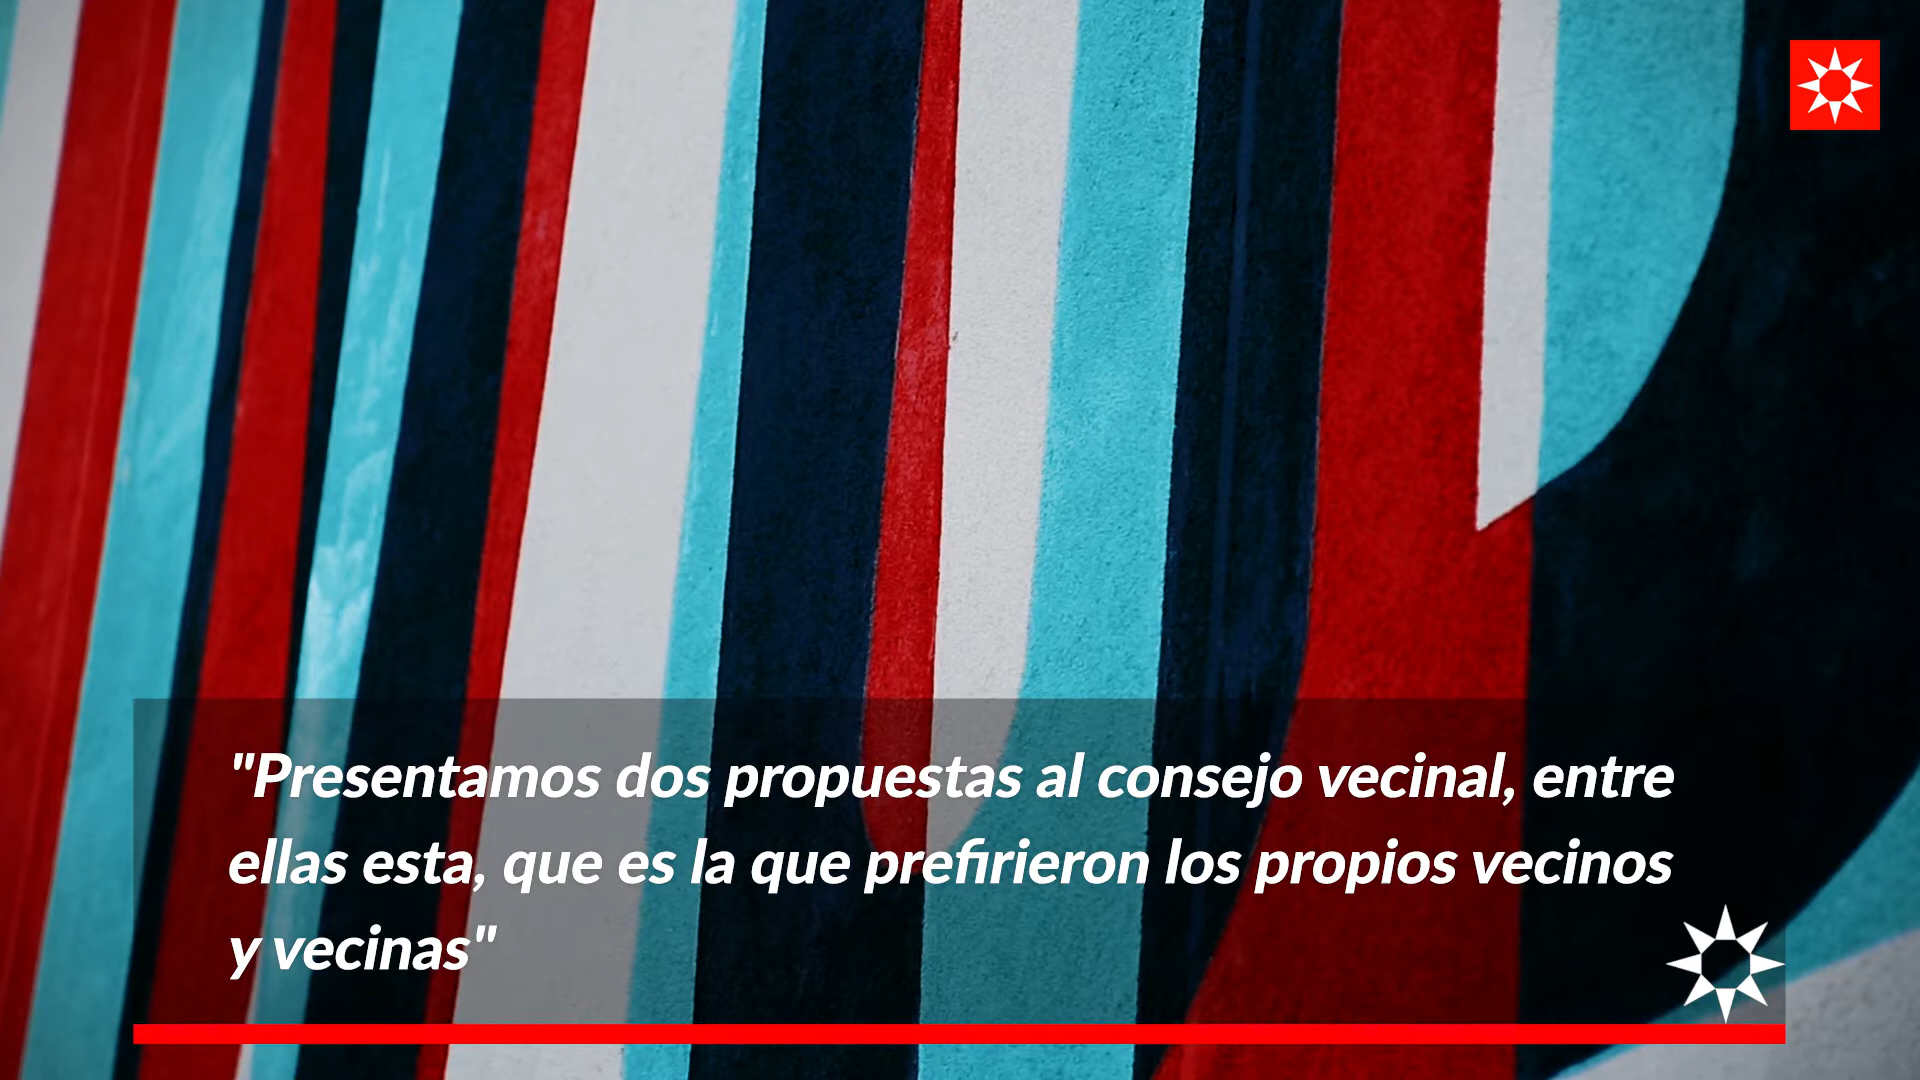 "Presentamos dos propuestas al consejo vecinal, entre
ellas esta, que es la que prefirieron los propios vecinos
y vecinas"